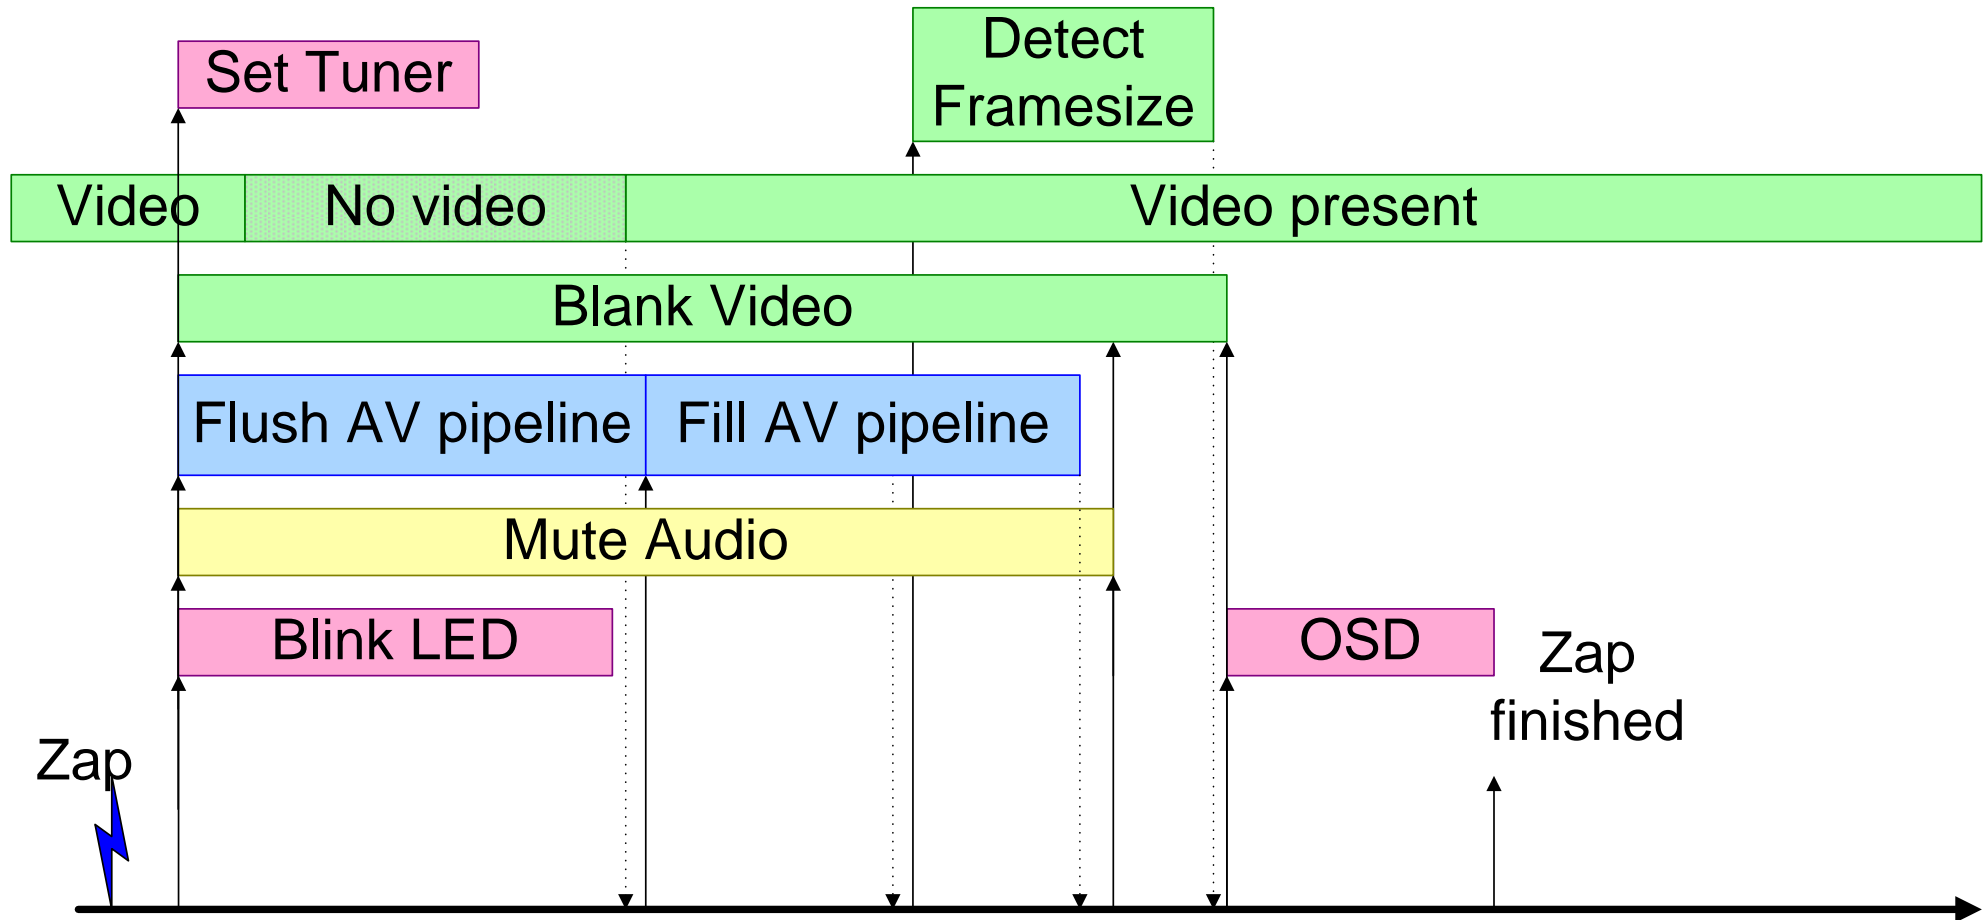 Detect
Framesize
Set Tuner
Video
No video
Video present
Blank Video
Flush AV pipeline
Fill AV pipeline
Mute Audio
Blink LED
OSD
Zap
finished
Zap